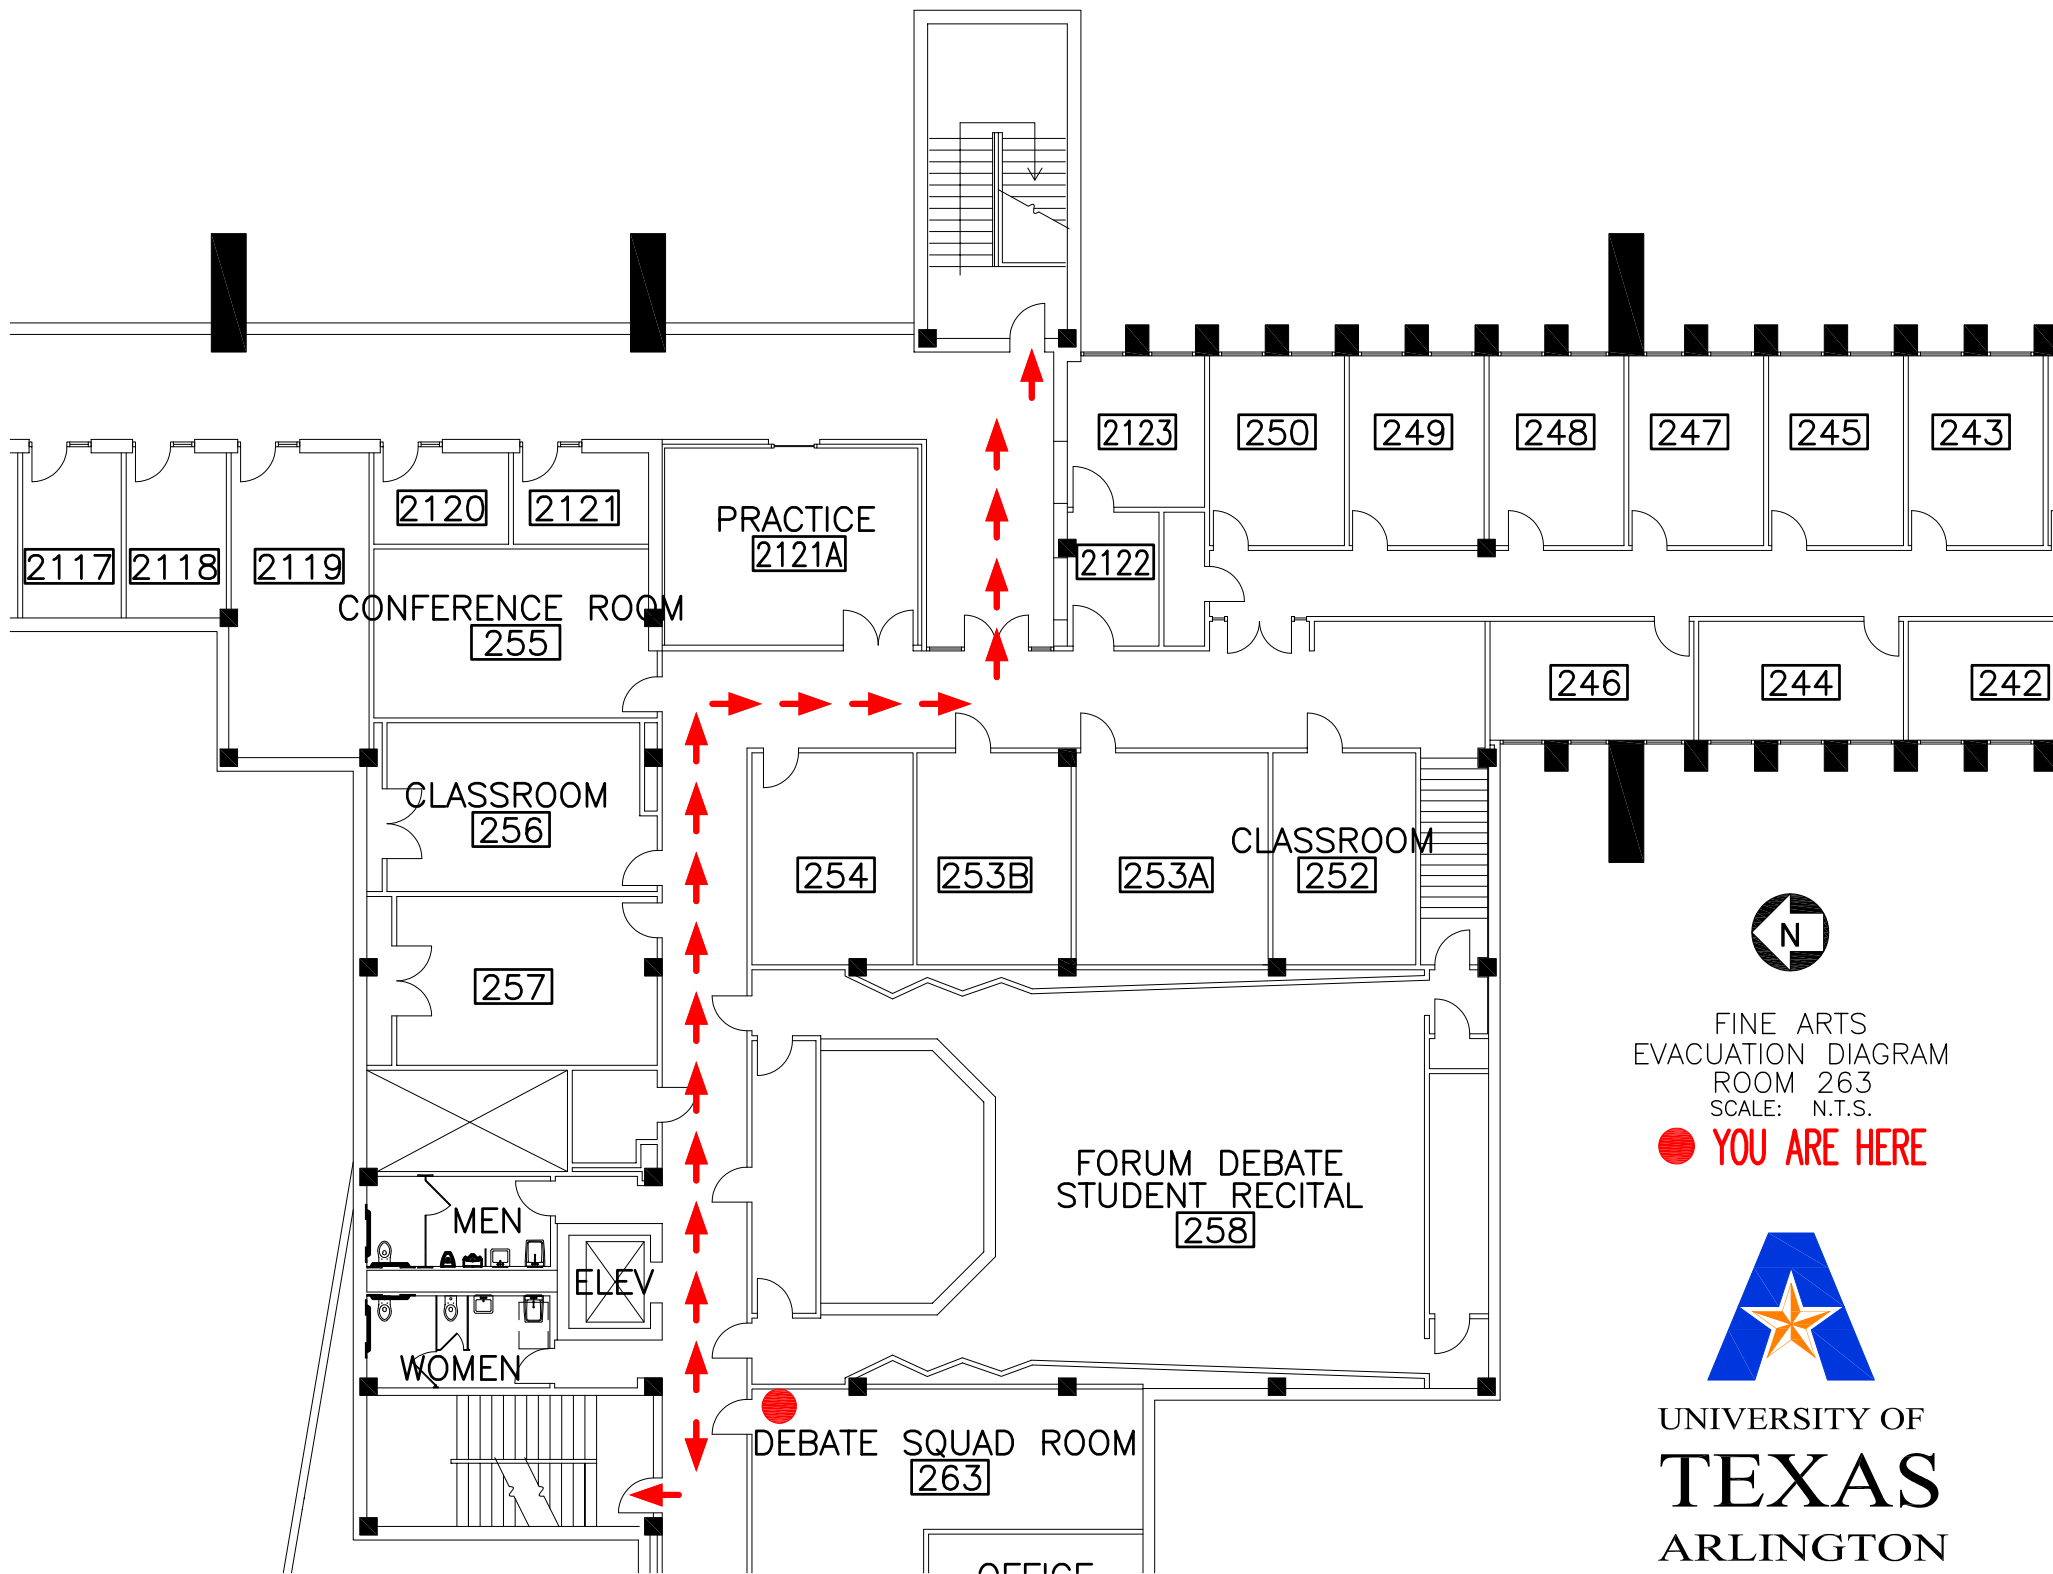 2123
250
249
248
247
245
243
2117
2118
2119
2120
2121
PRACTICE
2121A
2122
CONFERENCE ROOM
255
246
244
242
CLASSROOM
256
254
253B
253A
CLASSROOM
252
257
N
FINE ARTS
EVACUATION DIAGRAM
ROOM 263
SCALE: N.T.S.
YOU ARE HERE
FORUM DEBATE
STUDENT RECITAL
258
MEN
ELEV
WOMEN
DEBATE SQUAD ROOM
263
OFFICE
UNIVERSITY OF
TEXAS
ARLINGTON